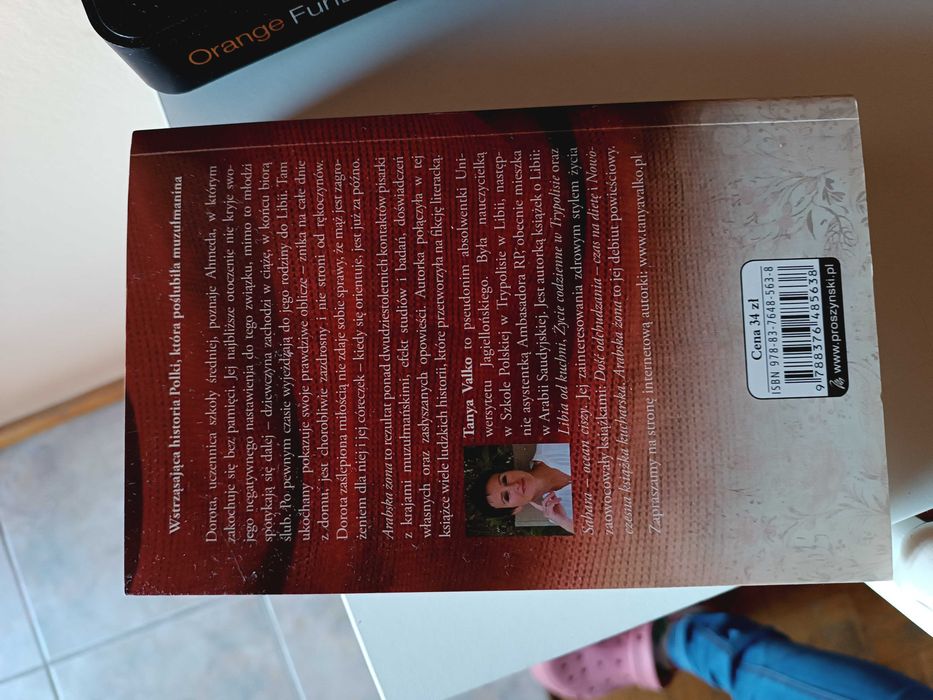 Orange
Wstrząsająca historia Polki, która poślubiła muzułmanina
Dorota, uczennica szkoły średniej, poznaje Ahmeda, w którym
zakochuje się bez pamięci. Jej najbliższe otoczenie nie kryje swo-
jego negatywnego nastawienia do tego związku, mimo to młodzi
spotykają się dalej – dziewczyna zachodzi w ciążę, w końcu biorą
ślub. Po pewnym czasie wyjeżdżają do jego rodziny do Libii. Tam
ukochany pokazuje swoje prawdziwe oblicze – znika na całe dnie
z domu, jest chorobliwie zazdrosny i nie stroni od rękoczynów.
Dorota zaślepiona miłością nie zdaje sobie sprawy, że mąż jest zagro-
żeniem dla niej i jej córeczek – kiedy się orientuje, jest już za późno.
Arabska żona to rezultat ponad dwudziestoletnich kontaktów pisarki
z krajami muzułmańskimi, efekt studiów i badań, doświadczeń
własnych oraz zasłyszanych opowieści. Autorka połączyła w tej
książce wiele ludzkich historii, które przetworzyła na fikcję literacką.
Tanya Valko to pseudonim absolwentki Uni-
wersytetu Jagiellońskiego. Była nauczycielką
w Szkole Polskiej w Trypolisie w Libii, następ-
nie asystentką Ambasadora RP, obecnie mieszka
w Arabii Saudyjskiej. Jest autorką książek o Libii:
Libia od kuchni, Życie codzienne w Trypolisie oraz
Sahara – ocean ciszy. Jej zainteresowania zdrowym stylem życia
zaowocowały książkami: Dość odchudzania – czas na dietę i Nowo-
czesna książka kucharska. Arabska żona to jej debiut powieściowy.
Zapraszamy na stronę internetową autorki: www.tanyavalko.pl
Cena 34 zł
ISBN 978-83-7648-563-8
9 788376 485638
www.proszynski.pl